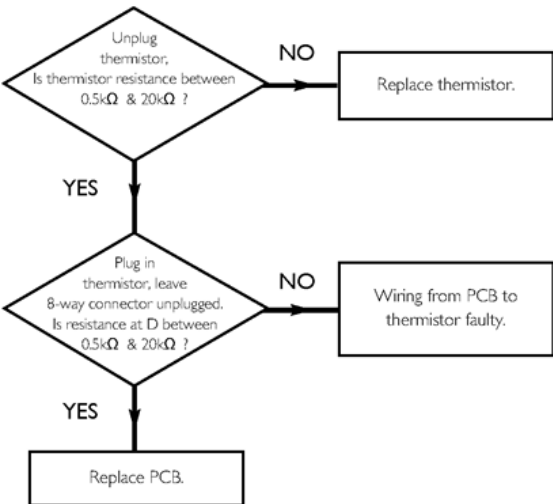 Unplug
thermistor,
Is thermistor resistance between
0.5kΩ & 20kΩ ?
NO
Replace thermistor.
YES
Plug in
thermistor, leave
8-way connector unplugged.
Is resistance at D between
0.5kΩ & 20kΩ ?
NO
Wiring from PCB to
thermistor faulty.
YES
Replace PCB.